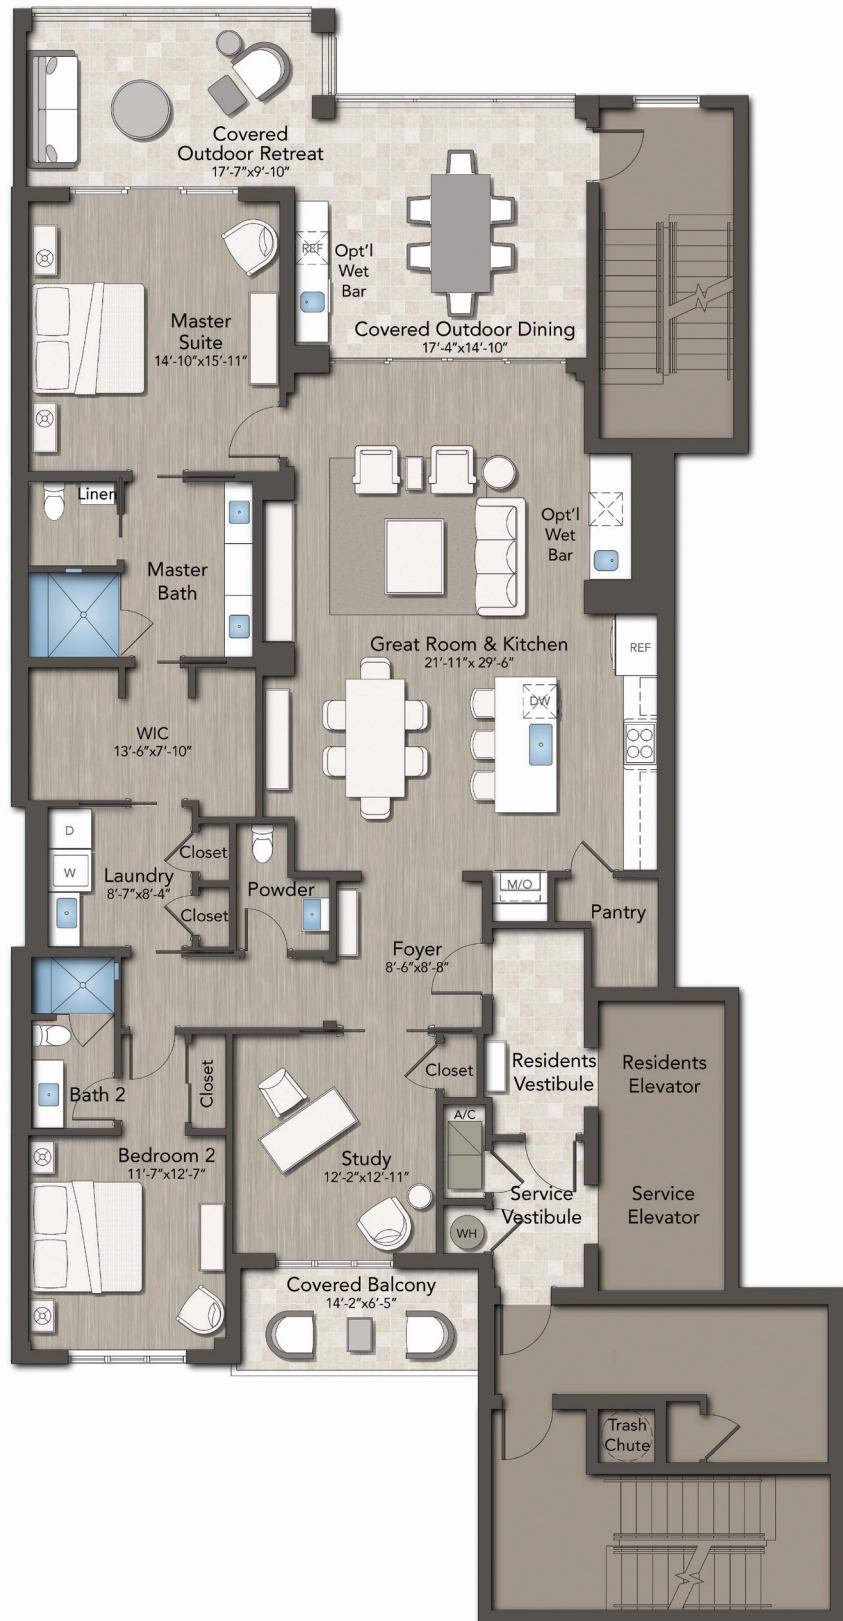 Covered
Outdoor Retreat
17'-7"x9'-10"
REF
Opt'l
Wet
Bar
Master
Suite
14'-10"x15'-11"
Covered Outdoor Dining
17'-4"x14'-10"
Linen
Master
Bath
Opt'l
Wet
Bar
Great Room & Kitchen
21'-11"x 29'-6"
REF
DW
WIC
13'-6"x7'-10"
D
W
Laundry
8'-7"x8'-4"
Closet
Closet
Powder
M/O
Pantry
Foyer
8'-6"x8'-8"
Residents
Vestibule
Residents
Elevator
Closet
Closet
Bath 2
A/C
Bedroom 2
11'-7"x12'-7"
Study
12'-2"x12'-11"
Service
Vestibule
Service
Elevator
WH
Covered Balcony
14'-2"x6'-5"
Trash
Chute